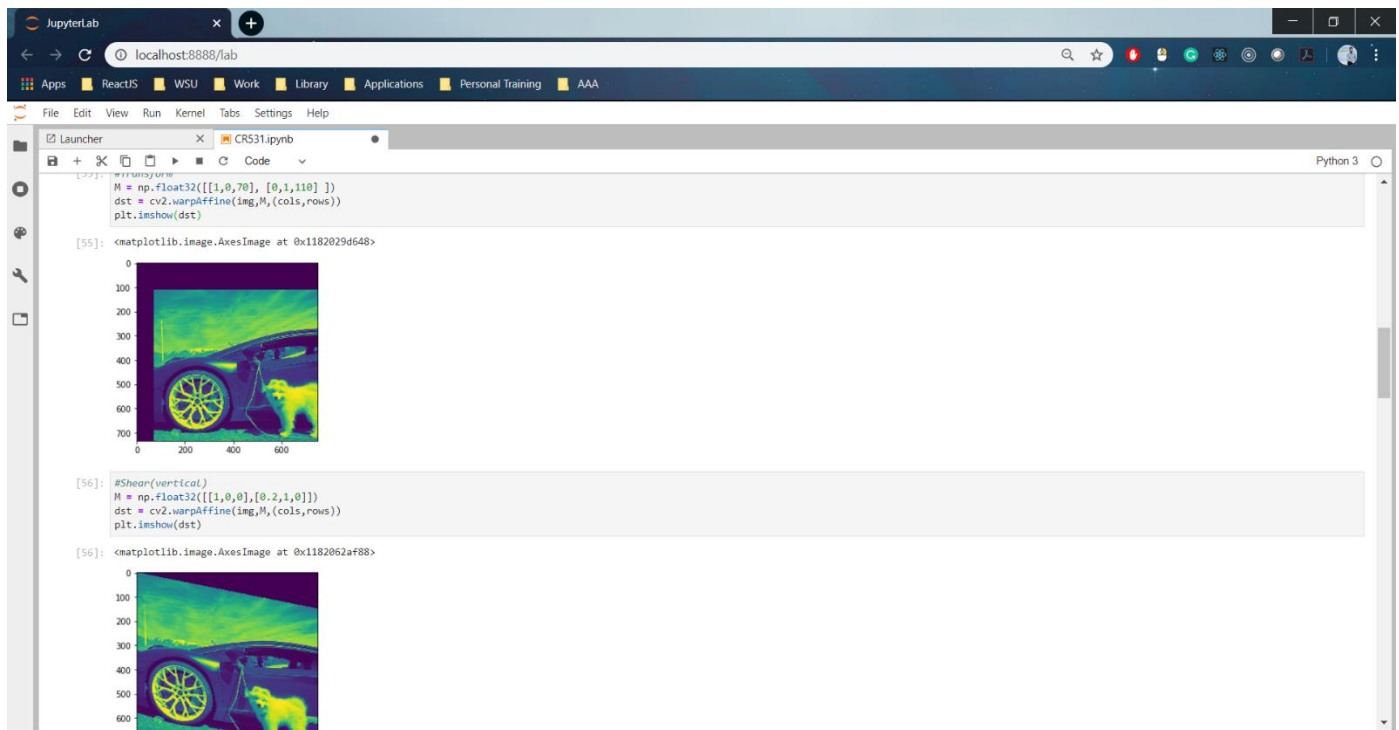 JupyterLab
localhost:8888/lab
Apps ReactJS WSU Work Library Applications Personal Training AAA
File Edit View Run Kernel Tabs Settings Help
Launcher CR531.ipynb
Code Python 3
[55]: #Transform
M = np.float32([[1,0,70], [0,1,110] ])
dst = cv2.warpAffine(img,M,(cols,rows))
plt.imshow(dst)
[55]: <matplotlib.image.AxesImage at 0x1182029d648>
0
100
200
300
400
500
600
700
0 200 400 600
[56]: #Shear(vertical)
M = np.float32([[1,0,0],[0.2,1,0]])
dst = cv2.warpAffine(img,M,(cols,rows))
plt.imshow(dst)
[56]: <matplotlib.image.AxesImage at 0x1182062af88>
0
100
200
300
400
500
600